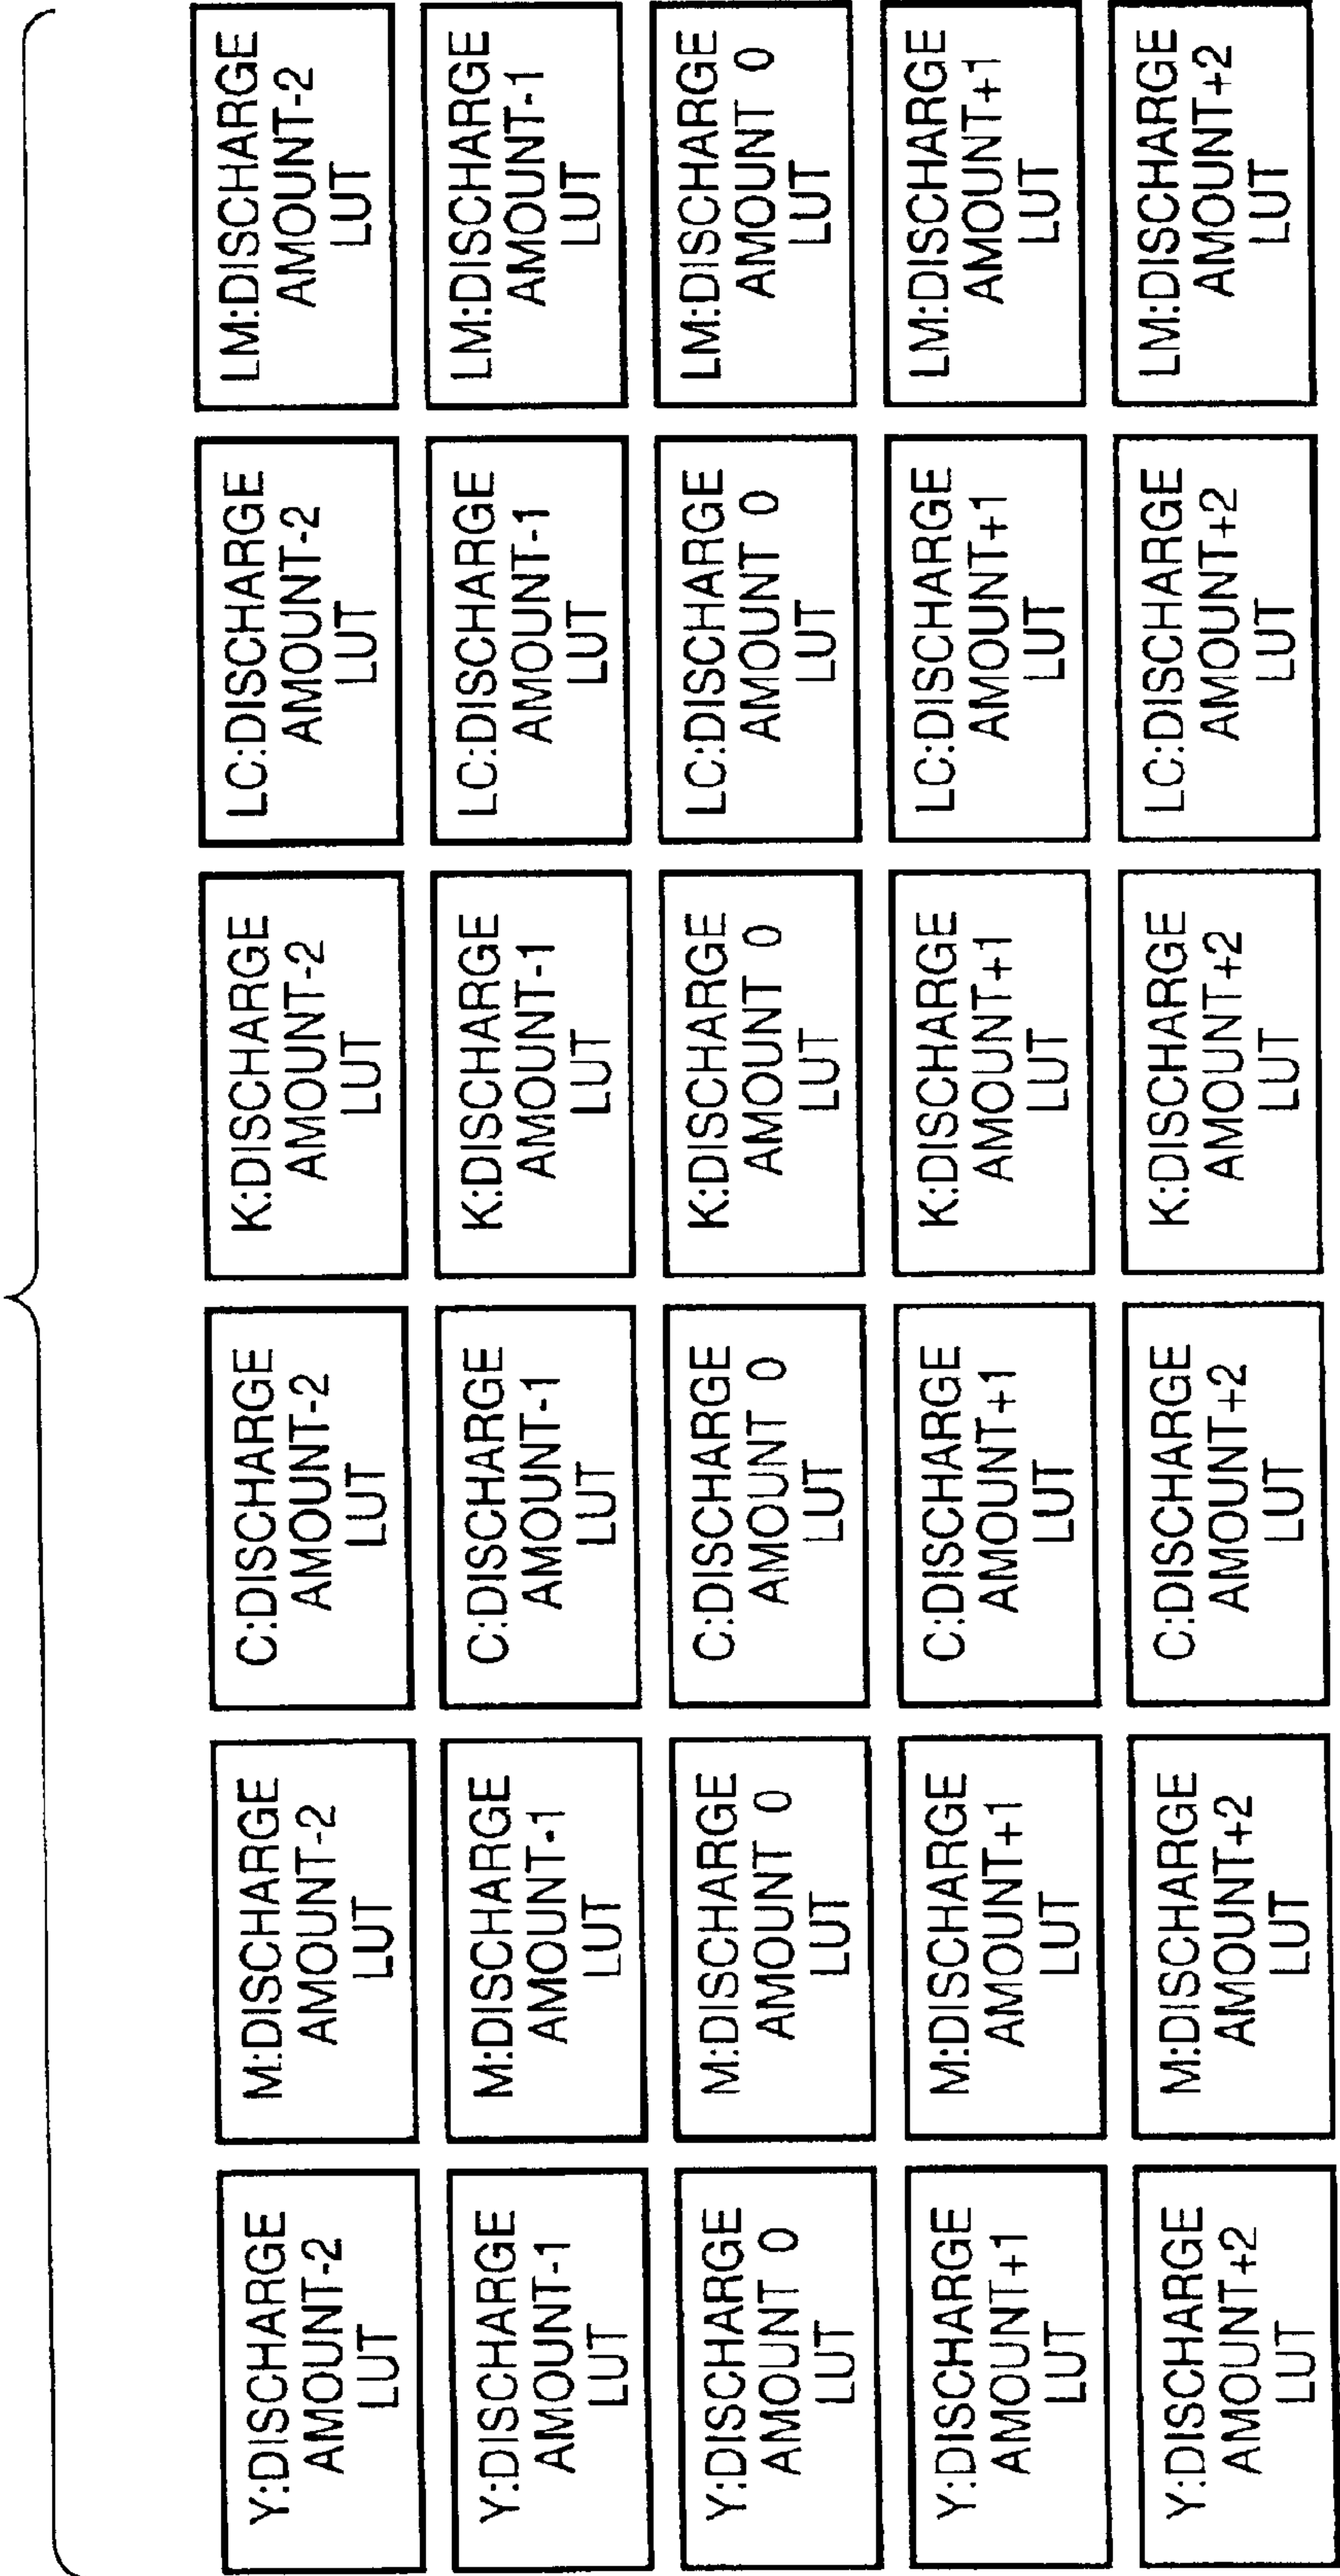 Y:DISCHARGE
AMOUNT-2
LUT
M:DISCHARGE
AMOUNT-2
LUT
C:DISCHARGE
AMOUNT-2
LUT
K:DISCHARGE
AMOUNT-2
LUT
LC:DISCHARGE
AMOUNT-2
LUT
LM:DISCHARGE
AMOUNT-2
LUT
Y:DISCHARGE
AMOUNT-1
LUT
M:DISCHARGE
AMOUNT-1
LUT
C:DISCHARGE
AMOUNT-1
LUT
K:DISCHARGE
AMOUNT-1
LUT
LC:DISCHARGE
AMOUNT-1
LUT
LM:DISCHARGE
AMOUNT-1
LUT
Y:DISCHARGE
AMOUNT 0
LUT
M:DISCHARGE
AMOUNT 0
LUT
C:DISCHARGE
AMOUNT 0
LUT
K:DISCHARGE
AMOUNT 0
LUT
LC:DISCHARGE
AMOUNT 0
LUT
LM:DISCHARGE
AMOUNT 0
LUT
Y:DISCHARGE
AMOUNT+1
LUT
M:DISCHARGE
AMOUNT+1
LUT
C:DISCHARGE
AMOUNT+1
LUT
K:DISCHARGE
AMOUNT+1
LUT
LC:DISCHARGE
AMOUNT+1
LUT
LM:DISCHARGE
AMOUNT+1
LUT
Y:DISCHARGE
AMOUNT+2
LUT
M:DISCHARGE
AMOUNT+2
LUT
C:DISCHARGE
AMOUNT+2
LUT
K:DISCHARGE
AMOUNT+2
LUT
LC:DISCHARGE
AMOUNT+2
LUT
LM:DISCHARGE
AMOUNT+2
LUT